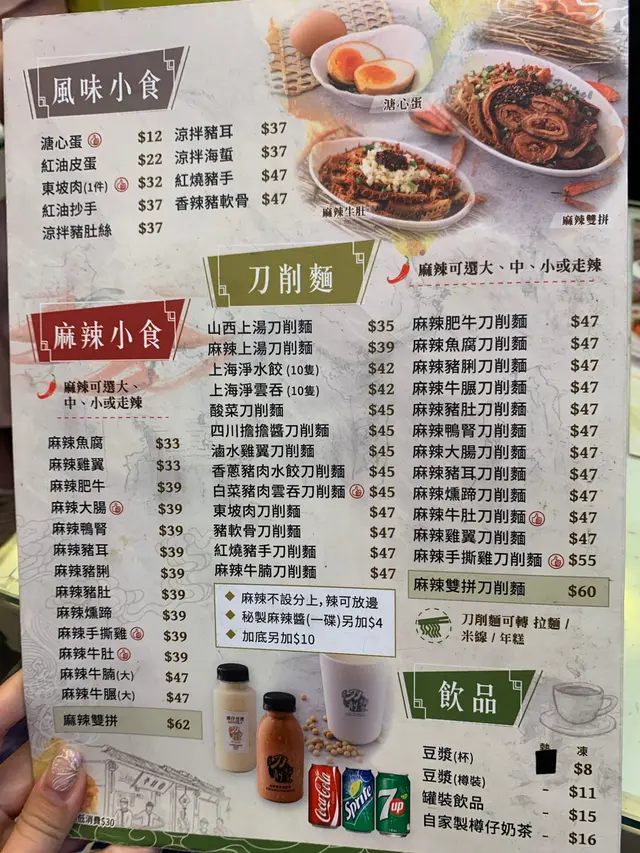 風味小食
溏心蛋 $12
紅油皮蛋 $22
東坡肉(1件) $32
紅油抄手 $37
涼拌豬肚絲 $37
涼拌豬耳 $37
涼拌海蜇 $37
紅燒豬手 $47
香辣豬軟骨 $47
溏心蛋
麻辣牛肚
麻辣雙拼
麻辣小食
麻辣可選大、
中、小或走辣
麻辣魚腐 $33
麻辣雞翼 $33
麻辣肥牛 $39
麻辣大腸 $39
麻辣鴨腎 $39
麻辣豬耳 $39
麻辣豬脷 $39
麻辣豬肚 $39
麻辣燻蹄 $39
麻辣手撕雞 $39
麻辣牛肚 $39
麻辣牛腩(大) $47
麻辣牛𦟌(大) $47
麻辣雙拼 $62
刀削麵
麻辣可選大、中、小或走辣
山西上湯刀削麵 $35
麻辣上湯刀削麵 $39
上海淨水餃(10隻) $42
上海淨雲吞(10隻) $42
酸菜刀削麵 $45
四川擔擔醬刀削麵 $45
滷水雞翼刀削麵 $45
香蔥豬肉水餃刀削麵 $45
白菜豬肉雲吞刀削麵 $45
東坡肉刀削麵 $47
豬軟骨刀削麵 $47
紅燒豬手刀削麵 $47
麻辣牛腩刀削麵 $47
麻辣肥牛刀削麵 $47
麻辣魚腐刀削麵 $47
麻辣豬脷刀削麵 $47
麻辣牛𦟌刀削麵 $47
麻辣豬肚刀削麵 $47
麻辣鴨腎刀削麵 $47
麻辣大腸刀削麵 $47
麻辣豬耳刀削麵 $47
麻辣燻蹄刀削麵 $47
麻辣牛肚刀削麵 $47
麻辣雞翼刀削麵 $47
麻辣手撕雞刀削麵 $55
麻辣雙拼刀削麵 $60
麻辣不設分上,辣可放邊
秘製麻辣醬(一碟)另加$4
加底另加$10
刀削麵可轉 拉麵 /
米線 / 年糕
飲品
熱 凍
豆漿(杯) $8
豆漿(樽裝) - $11
罐裝飲品 - $15
自家製樽仔奶茶 - $16
Coca-Cola
Sprite
7up
低消費$30